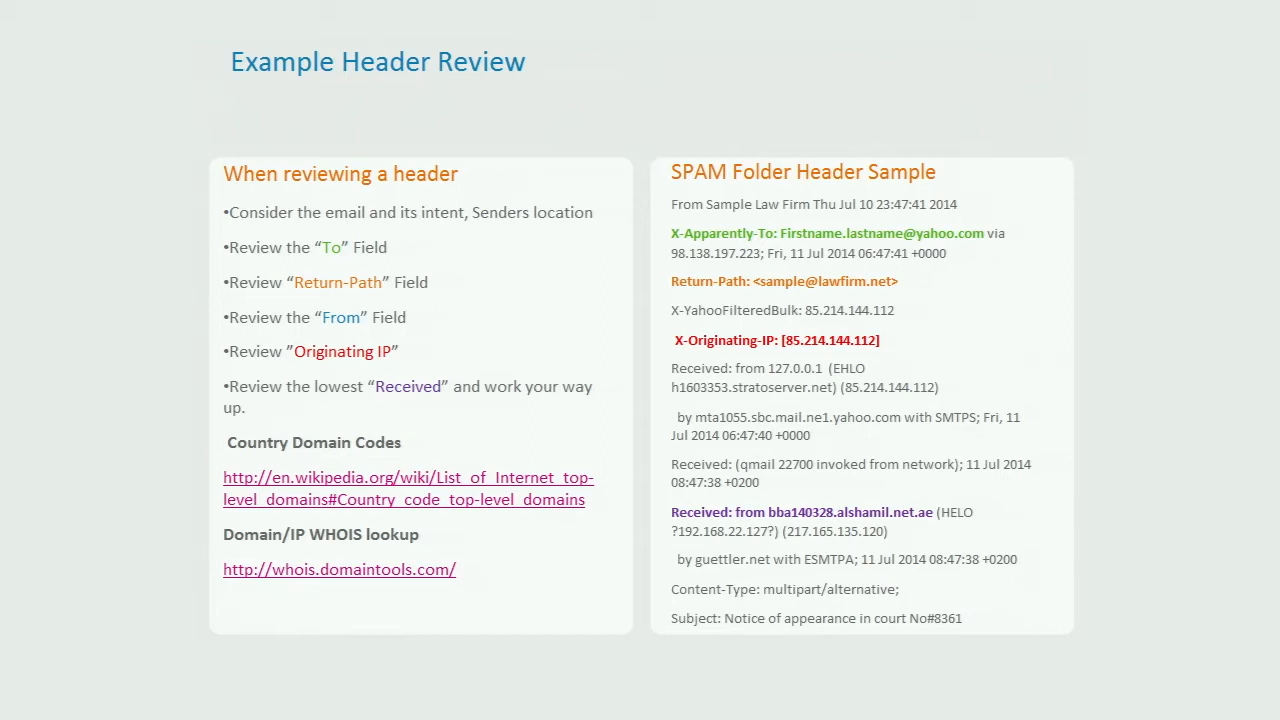 Example Header Review
When reviewing a header
•Consider the email and its intent, Senders location
•Review the “To” Field
•Review “Return-Path” Field
•Review the “From” Field
•Review ”Originating IP”
•Review the lowest “Received” and work your way
up.
Country Domain Codes
http://en.wikipedia.org/wiki/List_of_Internet_top-
level_domains#Country_code_top-level_domains
Domain/IP WHOIS lookup
http://whois.domaintools.com/
SPAM Folder Header Sample
From Sample Law Firm Thu Jul 10 23:47:41 2014
X-Apparently-To: Firstname.lastname@yahoo.com via
98.138.197.223; Fri, 11 Jul 2014 06:47:41 +0000
Return-Path: <sample@lawfirm.net>
X-YahooFilteredBulk: 85.214.144.112
X-Originating-IP: [85.214.144.112]
Received: from 127.0.0.1 (EHLO
h1603353.stratoserver.net) (85.214.144.112)
by mta1055.sbc.mail.ne1.yahoo.com with SMTPS; Fri, 11
Jul 2014 06:47:40 +0000
Received: (qmail 22700 invoked from network); 11 Jul 2014
08:47:38 +0200
Received: from bba140328.alshamil.net.ae (HELO
?192.168.22.127?) (217.165.135.120)
by guettler.net with ESMTPA; 11 Jul 2014 08:47:38 +0200
Content-Type: multipart/alternative;
Subject: Notice of appearance in court No#8361